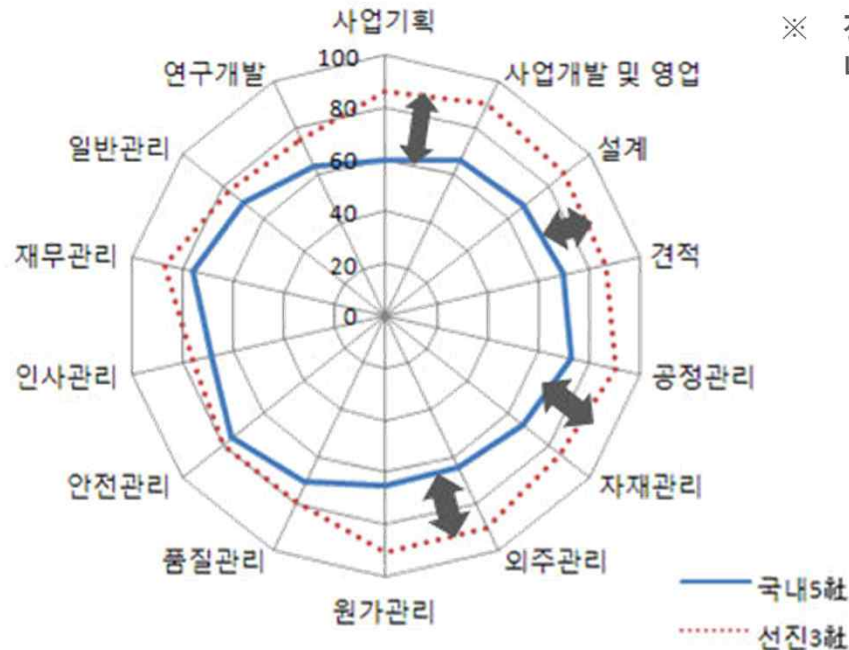 사업기획
※
100
연구개발
사업개발 및 영업
80
일반관리
설계
60
40
재무관리
견적
20
0
인사관리
공정관리
안전관리
자재관리
품질관리
외주관리
원가관리
국내5社
선진3社